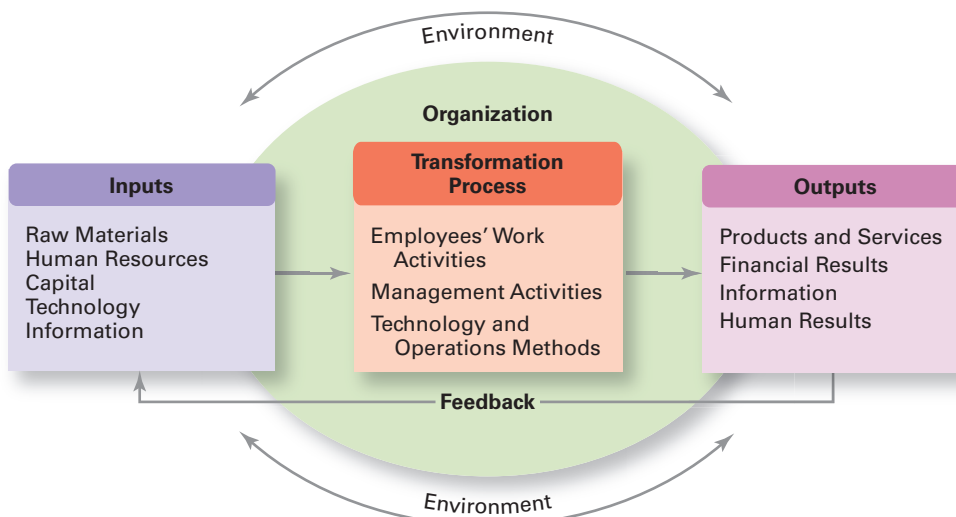 Environment
Organization
Inputs
Raw Materials
Human Resources
Capital
Technology
Information
Transformation
Process
Employees’ Work
Activities
Management Activities
Technology and
Operations Methods
Outputs
Products and Services
Financial Results
Information
Human Results
Feedback
Environment